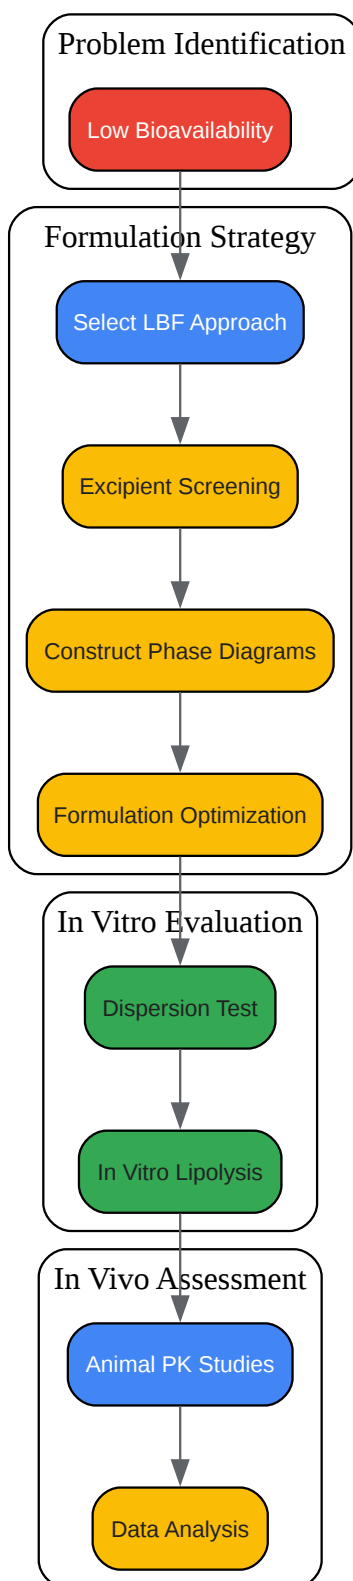 Problem Identification
Low Bioavailability
Formulation Strategy
Select LBF Approach
Excipient Screening
Construct Phase Diagrams
Formulation Optimization
In Vitro Evaluation
Dispersion Test
In Vitro Lipolysis
In Vivo Assessment
Animal PK Studies
Data Analysis